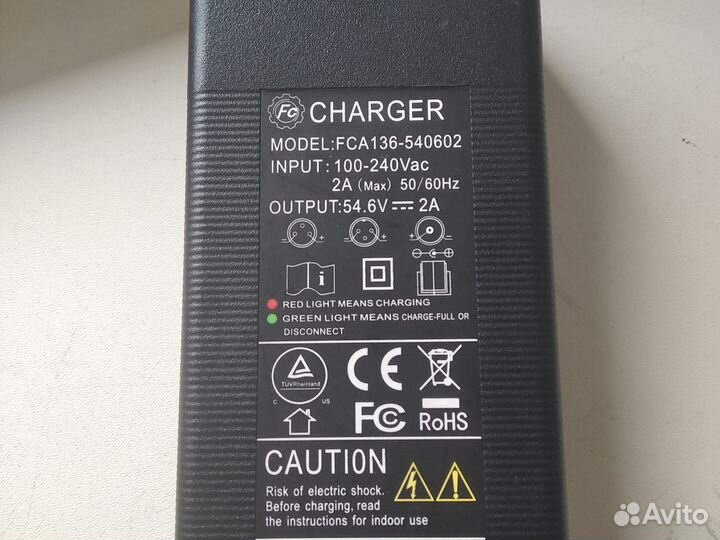 Fc CHARGER
MODEL:FCA136-540602
INPUT: 100-240Vac
2A (Max) 50/60Hz
OUTPUT:54.6V⎓2A
- + - + - +
i
RED LIGHT MEANS CHARGING
GREEN LIGHT MEANS CHARGE-FULL OR
DISCONNECT
TÜVRheinland
C US
CE
FC
RoHS
CAUTION
Risk of electric shock.
Before charging, read
the instructions for indoor use
Avito